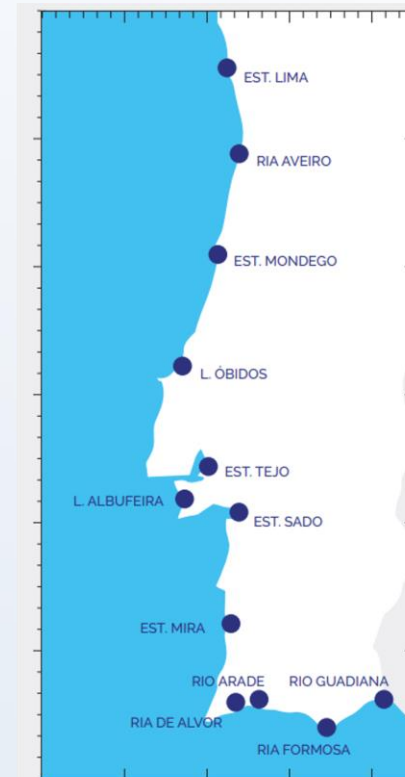 EST. LIMA
RIA AVEIRO
EST. MONDEGO
L. ÓBIDOS
EST. TEJO
L. ALBUFEIRA
EST. SADO
EST. MIRA
RIO ARADE
RIO GUADIANA
RIA DE ALVOR
RIA FORMOSA